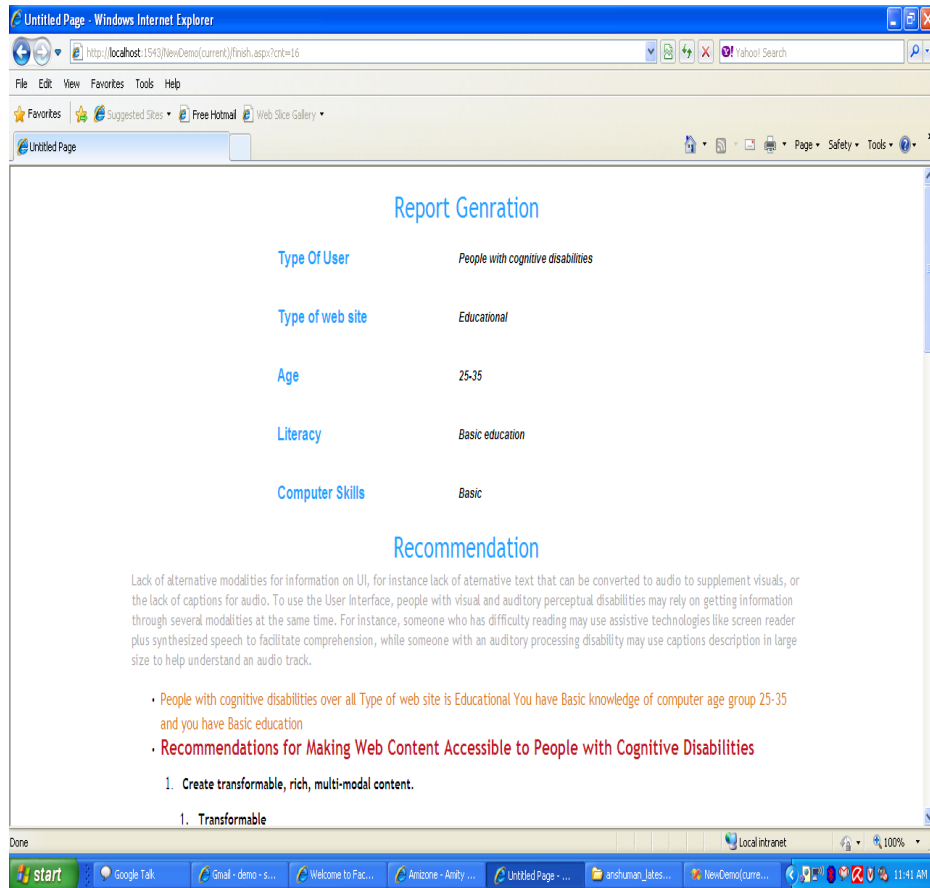 Untitled Page - Windows Internet Explorer
http://localhost:1543/NewDemo(current)/finish.aspx?cnt=16
Yahoo! Search
File Edit View Favorites Tools Help
Favorites Suggested Sites Free Hotmail Web Slice Gallery
Untitled Page Page Safety Tools
Report Genration
Type Of User People with cognitive disabilities
Type of web site Educational
Age 25-35
Literacy Basic education
Computer Skills Basic
Recommendation
Lack of alternative modalities for information on UI, for instance lack of aternative text that can be converted to audio to supplement visuals, or
the lack of captions for audio. To use the User Interface, people with visual and auditory perceptual disabilities may rely on getting information
through several modalities at the same time. For instance, someone who has difficulty reading may use assistive technologies like screen reader
plus synthesized speech to facilitate comprehension, while someone with an auditory processing disability may use captions description in large
size to help understand an audio track.
• People with cognitive disabilities over all Type of web site is Educational You have Basic knowledge of computer age group 25-35
and you have Basic education
• Recommendations for Making Web Content Accessible to People with Cognitive Disabilities
1. Create transformable, rich, multi-modal content.
1. Transformable
Done Local intranet 100%
start Google Talk Gmail - demo - s... Welcome to Fac... Amizone - Amity ... Untitled Page - ... anshuman_lates... NewDemo(curre... 11:41 AM